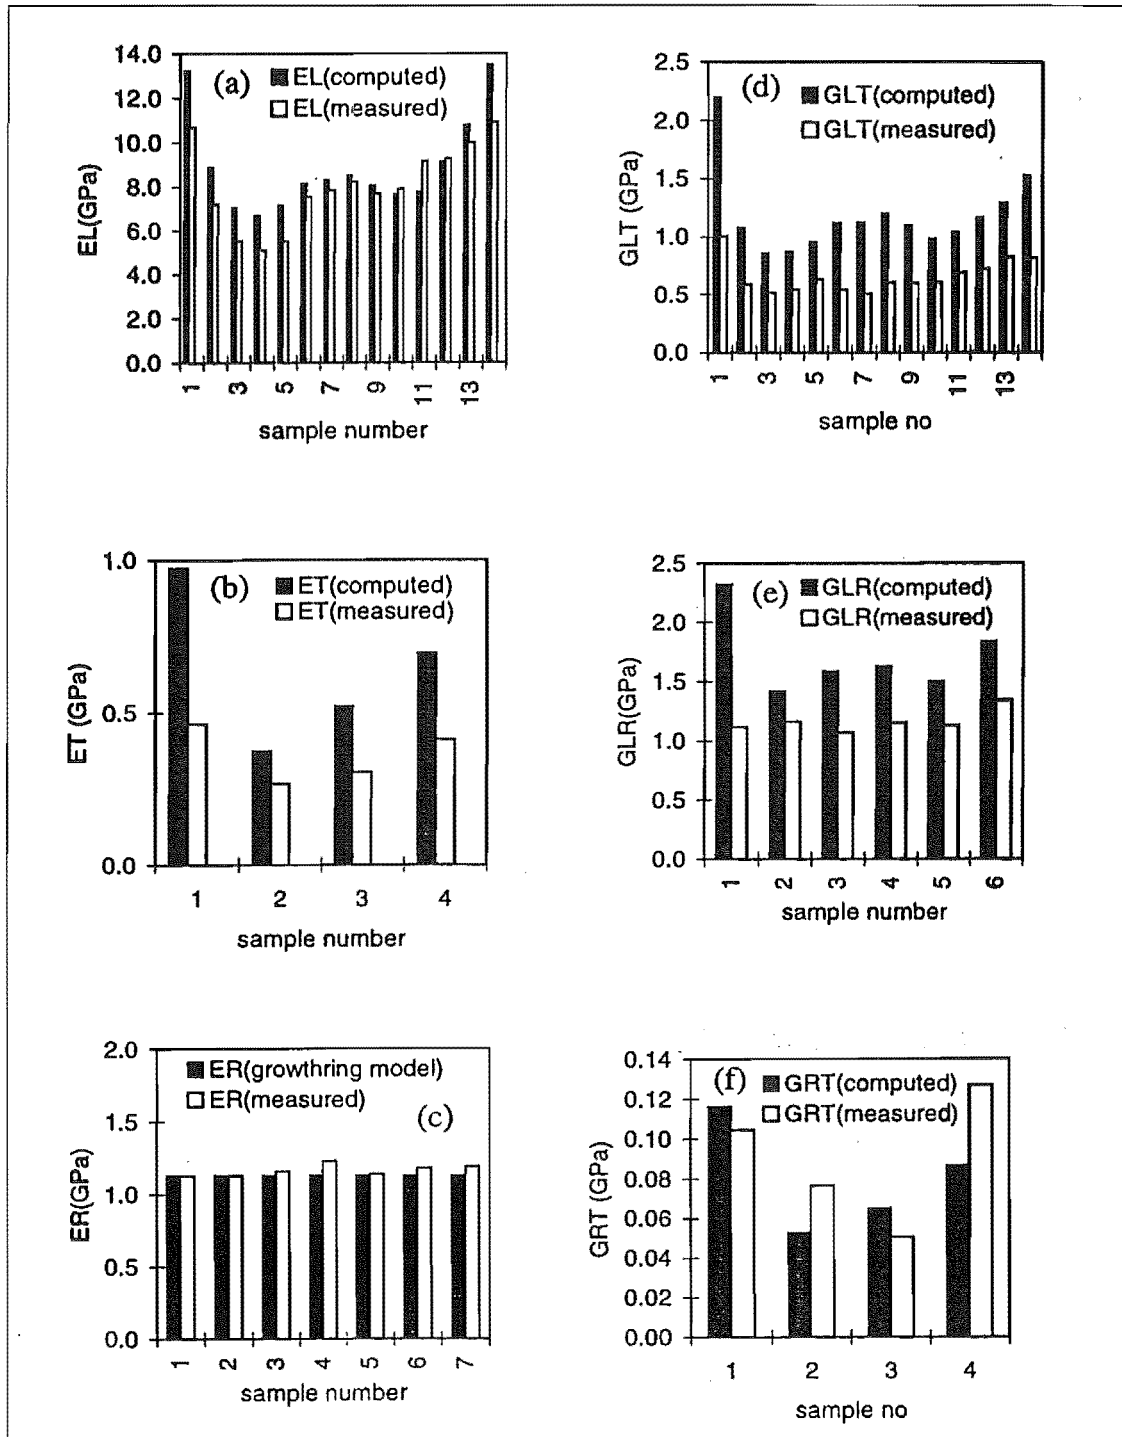 (a)
EL(computed)
EL(measured)
14.0
12.0
10.0
8.0
6.0
4.0
2.0
0.0
EL(GPa)
1 3 5 7 9 11 13
sample number
(d)
GLT(computed)
GLT(measured)
2.5
2.0
1.5
1.0
0.5
0.0
GLT (GPa)
1 3 5 7 9 11 13
sample no
(b)
ET(computed)
ET(measured)
1.0
0.5
0.0
ET (GPa)
1 2 3 4
sample number
(e)
GLR(computed)
GLR(measured)
2.5
2.0
1.5
1.0
0.5
0.0
GLR(GPa)
1 2 3 4 5 6
sample number
ER(growthring model)
ER(measured)
(c)
2.0
1.5
1.0
0.5
0.0
ER(GPa)
1 2 3 4 5 6 7
sample number
(f)
GRT(computed)
GRT(measured)
0.14
0.12
0.10
0.08
0.06
0.04
0.02
0.00
GRT (GPa)
1 2 3 4
sample no